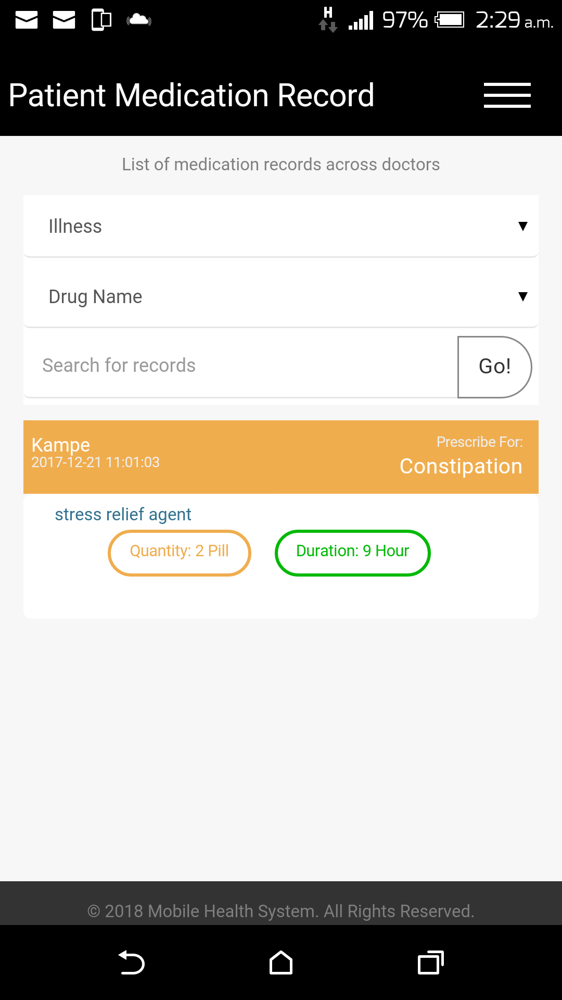 H 97% 2:29 a.m.
Patient Medication Record
List of medication records across doctors
Illness ▼
Drug Name ▼
Search for records Go!
Kampe Prescribe For:
2017-12-21 11:01:03 Constipation
stress relief agent
Quantity: 2 Pill Duration: 9 Hour
© 2018 Mobile Health System. All Rights Reserved.